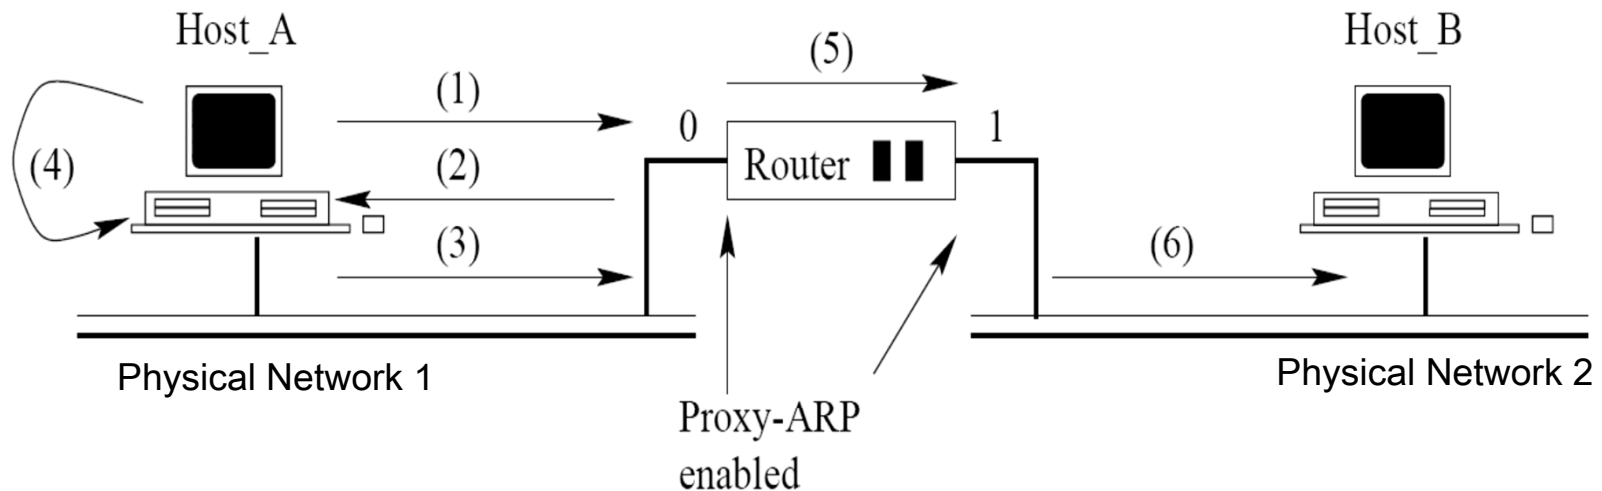 Host_A
Host_B
(5)
(1)
0
1
Router
(4)
(2)
(3)
(6)
Physical Network 1
Physical Network 2
Proxy-ARP
enabled